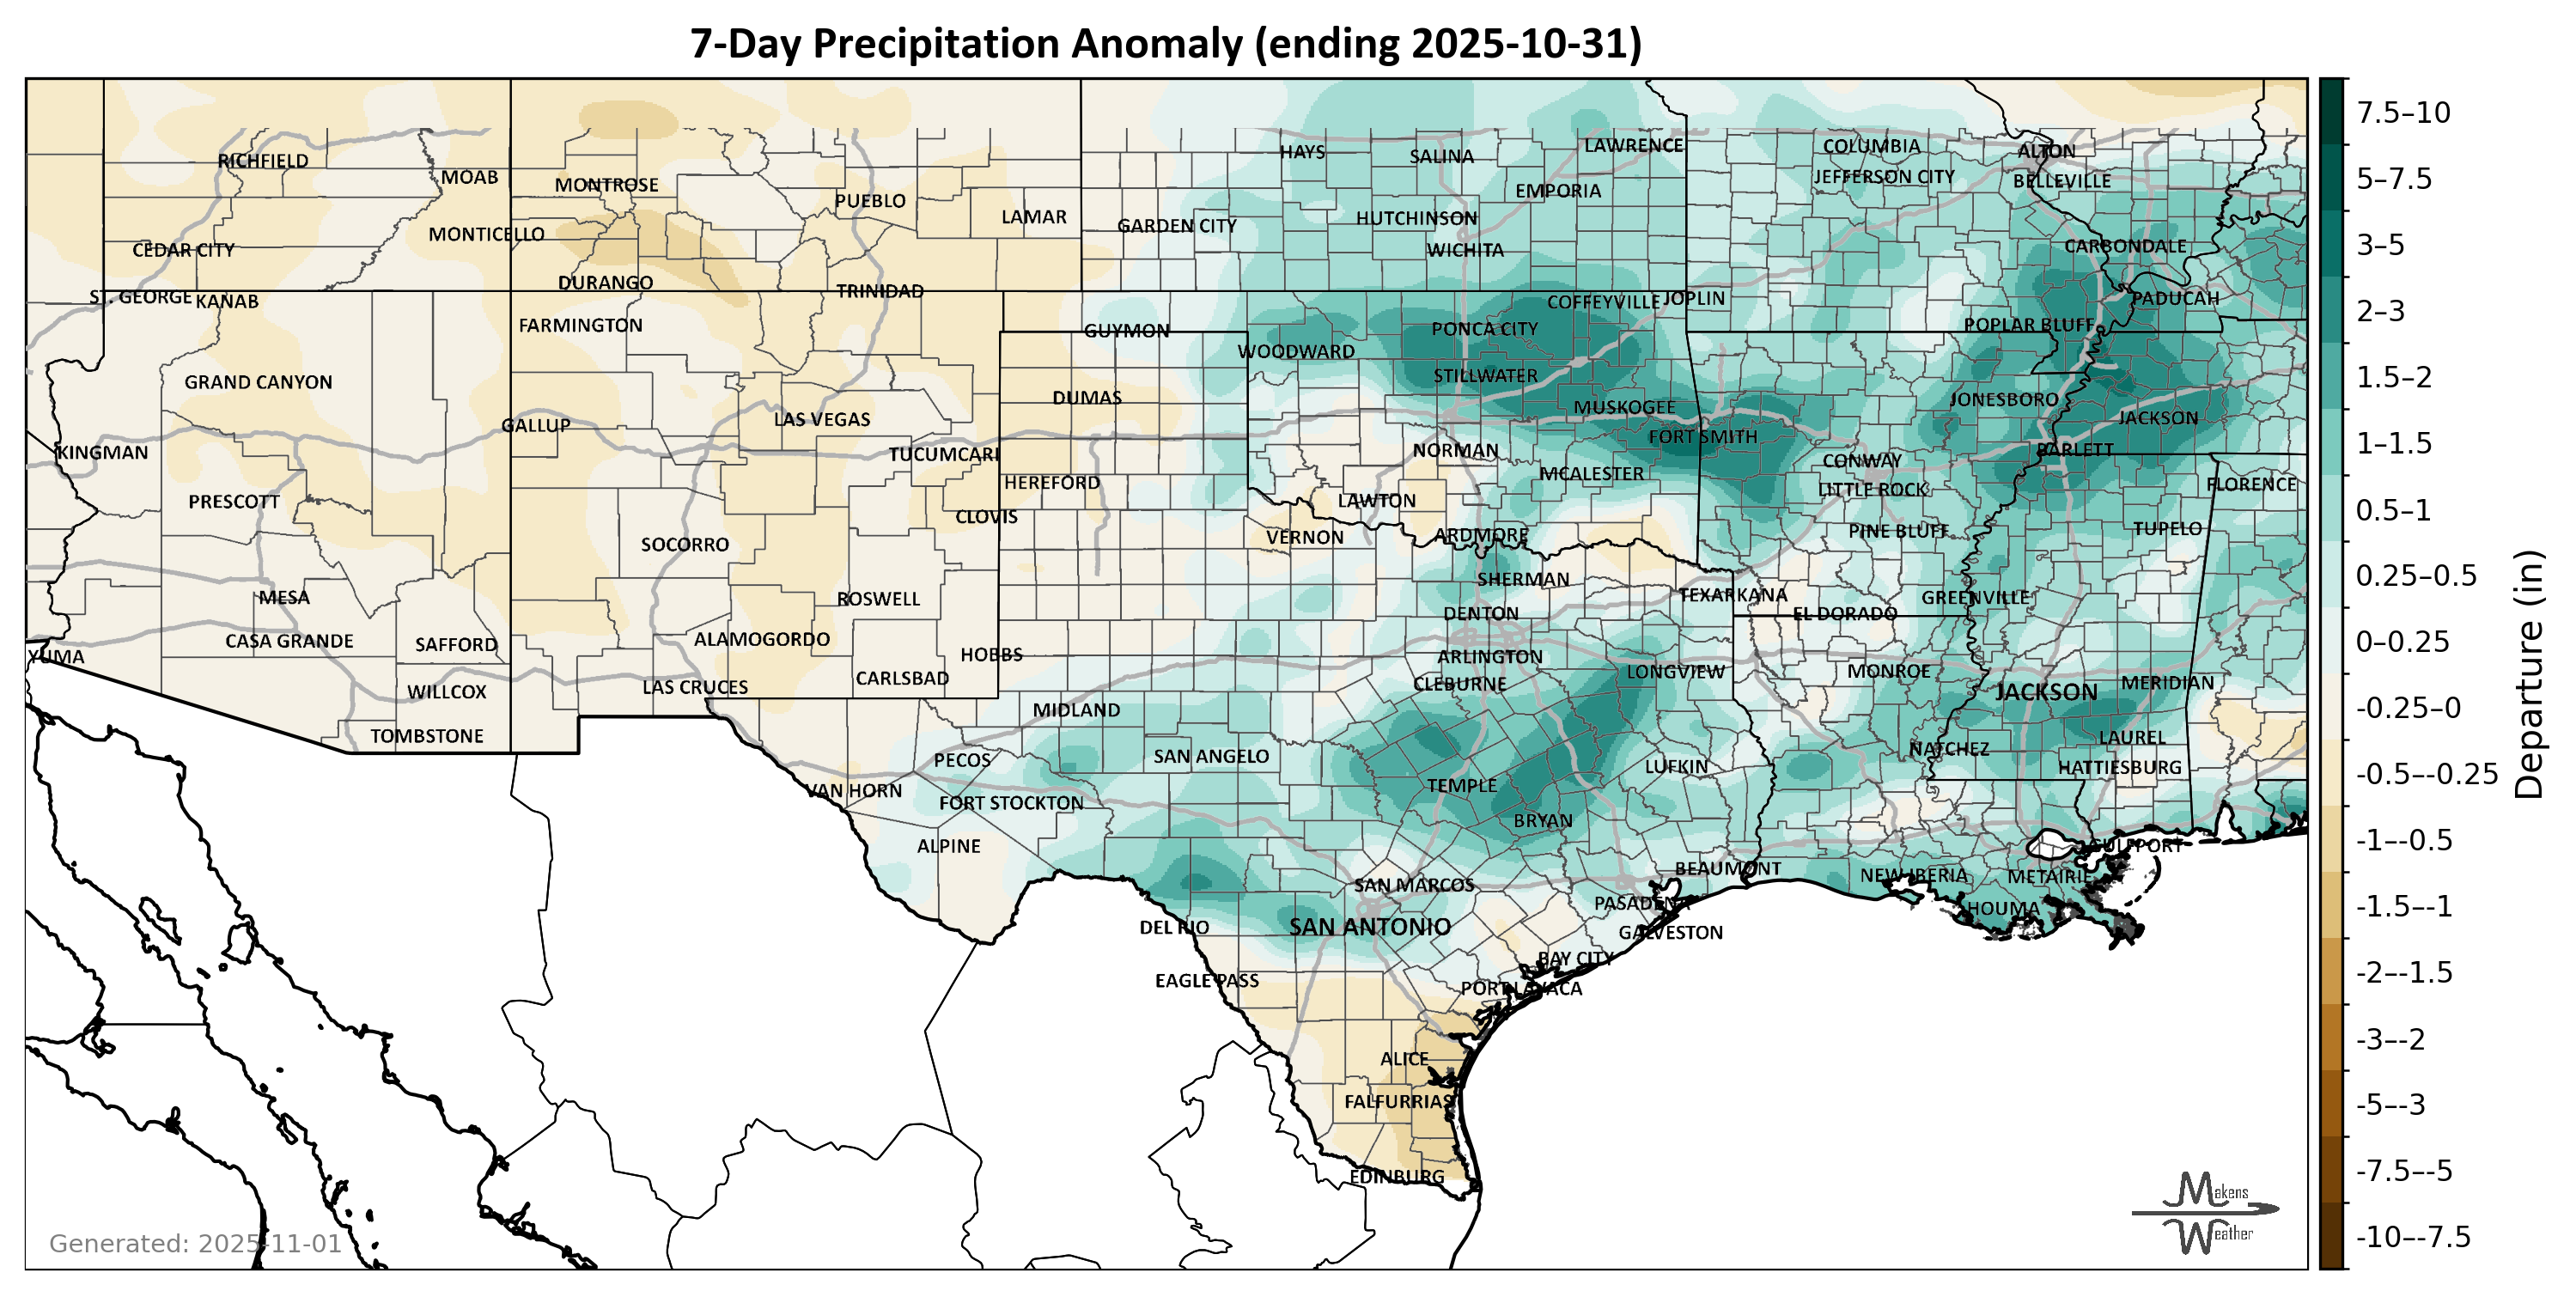 7-Day Precipitation Anomaly (ending 2025-10-31)
HAYS
SALINA
LAWRENCE
COLUMBIA
ALTON
RICHFIELD
MOAB
MONTROSE
EMPORIA
JEFFERSON CITY
BELLEVILLE
PUEBLO
LAMAR
GARDEN CITY
HUTCHINSON
MONTICELLO
CEDAR CITY
WICHITA
CARBONDALE
DURANGO
TRINIDAD
ST. GEORGE
KANAB
COFFEYVILLE
JOPLIN
PADUCAH
FARMINGTON
GUYMON
PONCA CITY
POPLAR BLUFF
WOODWARD
GRAND CANYON
STILLWATER
DUMAS
MUSKOGEE
JONESBORO
GALLUP
LAS VEGAS
JACKSON
KINGMAN
TUCUMCARI
NORMAN
FORT SMITH
BARLETT
CONWAY
PRESCOTT
HEREFORD
MCALESTER
LITTLE ROCK
FLORENCE
LAWTON
CLOVIS
SOCORRO
VERNON
ARDMORE
PINE BLUFF
TUPELO
SHERMAN
MESA
ROSWELL
TEXARKANA
GREENVILLE
DENTON
EL DORADO
CASA GRANDE
SAFFORD
ALAMOGORDO
YUMA
HOBBS
ARLINGTON
LONGVIEW
MONROE
WILLCOX
LAS CRUCES
CARLSBAD
CLEBURNE
JACKSON
MERIDIAN
MIDLAND
TOMBSTONE
PECOS
SAN ANGELO
NATCHEZ
LAUREL
VAN HORN
FORT STOCKTON
TEMPLE
LUFKIN
HATTIESBURG
BRYAN
ALPINE
GULFPORT
SAN MARCOS
BEAUMONT
NEW IBERIA
METAIRIE
DEL RIO
SAN ANTONIO
PASADENA
HOUMA
GALVESTON
EAGLE PASS
BAY CITY
PORT LAVACA
ALICE
FALFURRIAS
EDINBURG
Generated: 2025-11-01
Makens
Weather
7.5–10
5–7.5
3–5
2–3
1.5–2
1–1.5
0.5–1
0.25–0.5
0–0.25
-0.25–0
-0.5–-0.25
-1–-0.5
-1.5–-1
-2–-1.5
-3–-2
-5–-3
-7.5–-5
-10–-7.5
Departure (in)